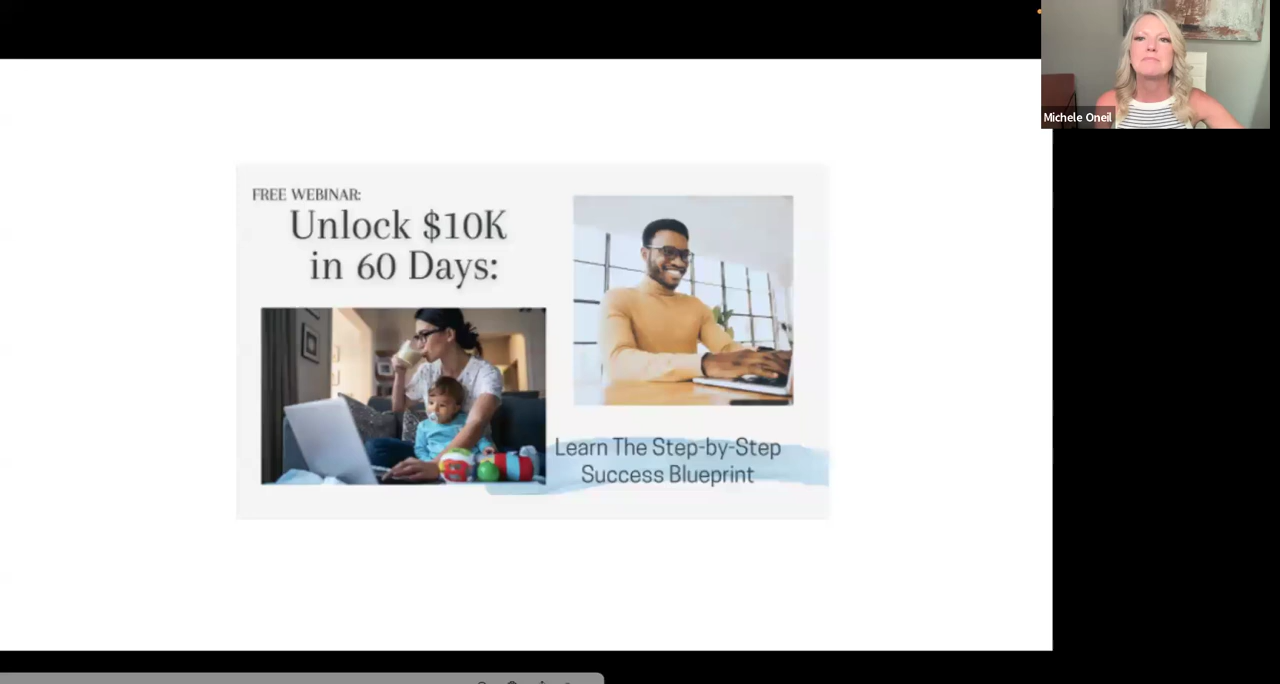 FREE WEBINAR:
Unlock $10K
in 60 Days:
Learn The Step-by-Step
Success Blueprint
Michele Oneil